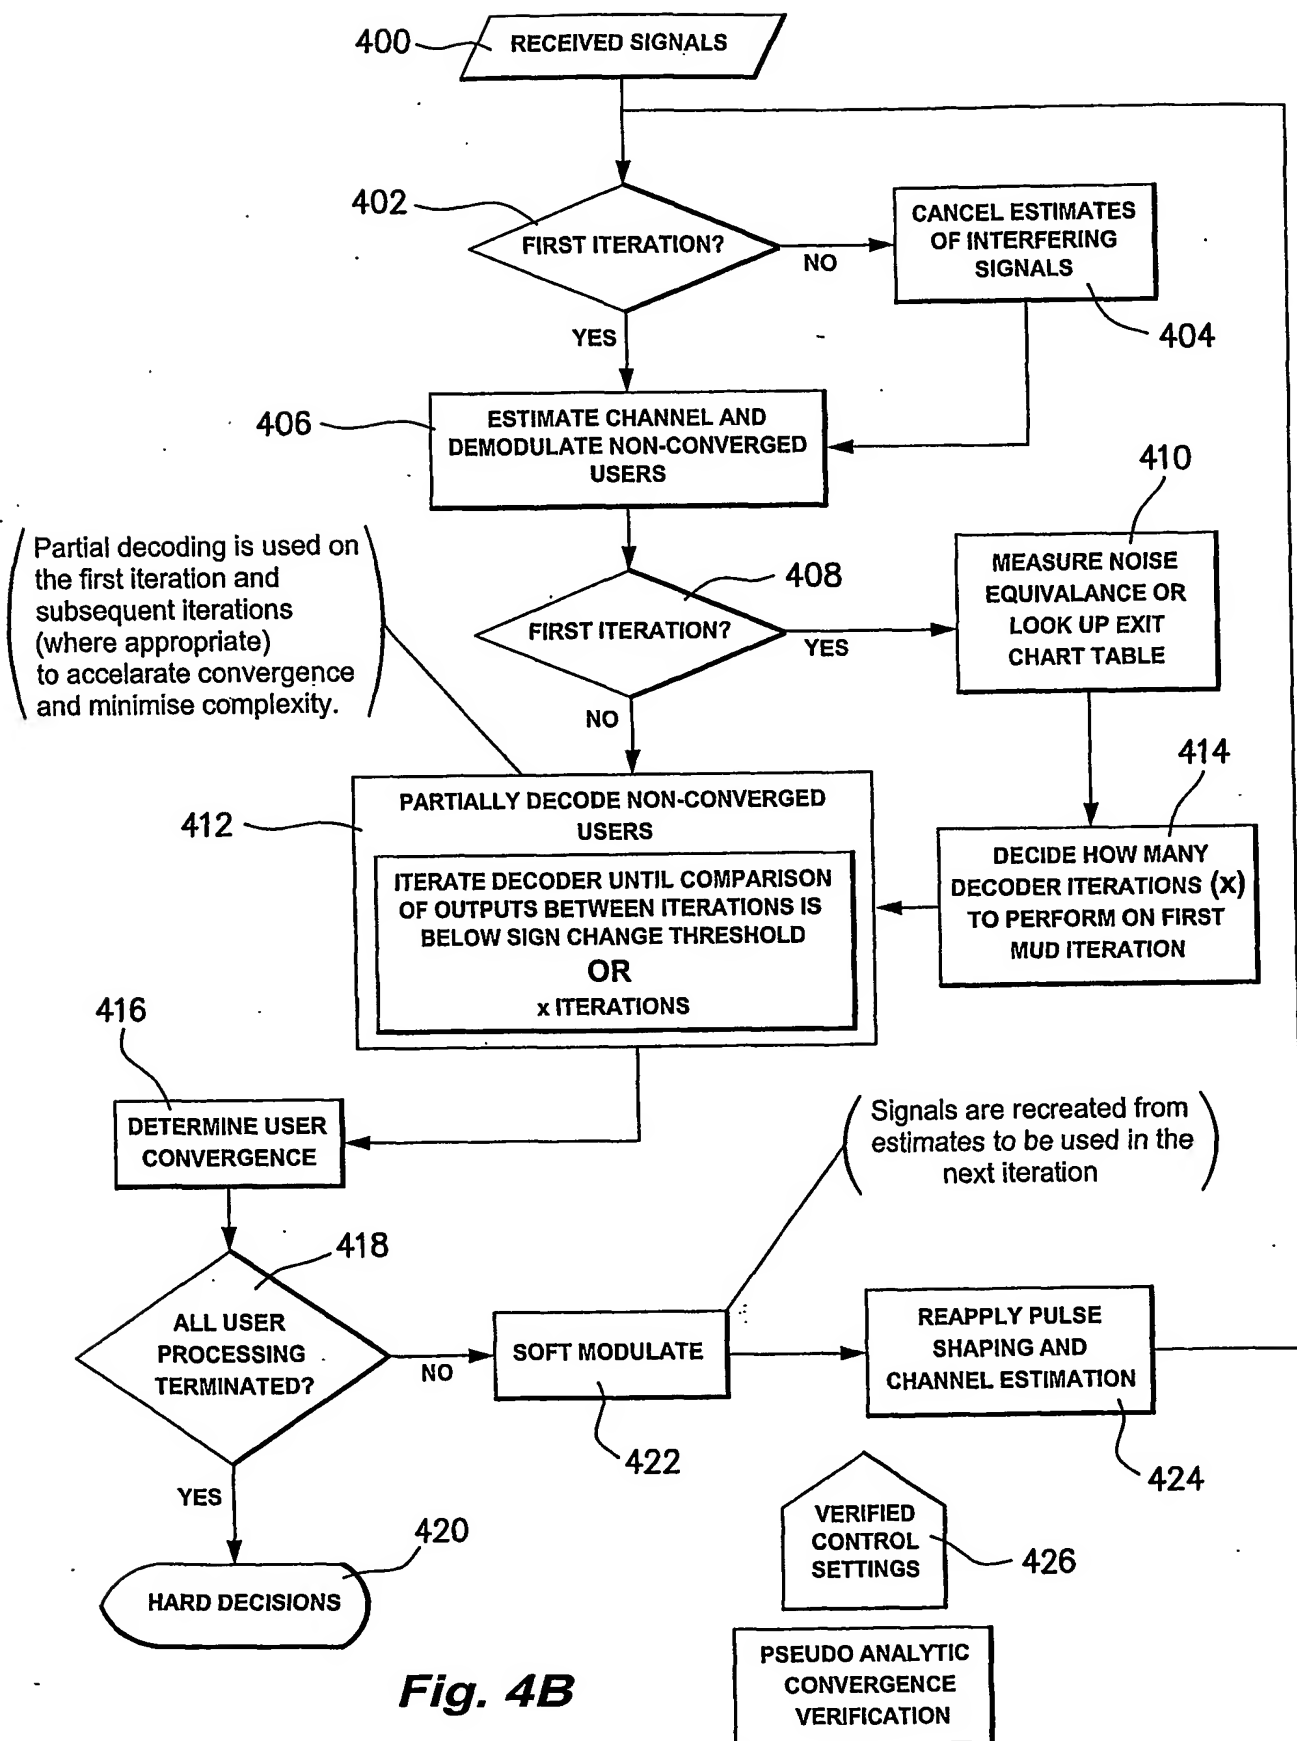 400
RECEIVED SIGNALS
402
FIRST ITERATION?
NO
CANCEL ESTIMATES
OF INTERFERING
SIGNALS
404
YES
406
ESTIMATE CHANNEL AND
DEMODULATE NON-CONVERGED
USERS
410
Partial decoding is used on
the first iteration and
subsequent iterations
(where appropriate)
to accelarate convergence
and minimise complexity.
408
FIRST ITERATION?
YES
MEASURE NOISE
EQUIVALANCE OR
LOOK UP EXIT
CHART TABLE
NO
414
412
PARTIALLY DECODE NON-CONVERGED
USERS
ITERATE DECODER UNTIL COMPARISON
OF OUTPUTS BETWEEN ITERATIONS IS
BELOW SIGN CHANGE THRESHOLD
OR
x ITERATIONS
DECIDE HOW MANY
DECODER ITERATIONS (x)
TO PERFORM ON FIRST
MUD ITERATION
416
DETERMINE USER
CONVERGENCE
Signals are recreated from
estimates to be used in the
next iteration
418
ALL USER
PROCESSING
TERMINATED?
NO
SOFT MODULATE
422
REAPPLY PULSE
SHAPING AND
CHANNEL ESTIMATION
424
YES
420
HARD DECISIONS
VERIFIED
CONTROL
SETTINGS
426
PSEUDO ANALYTIC
CONVERGENCE
VERIFICATION
Fig. 4B